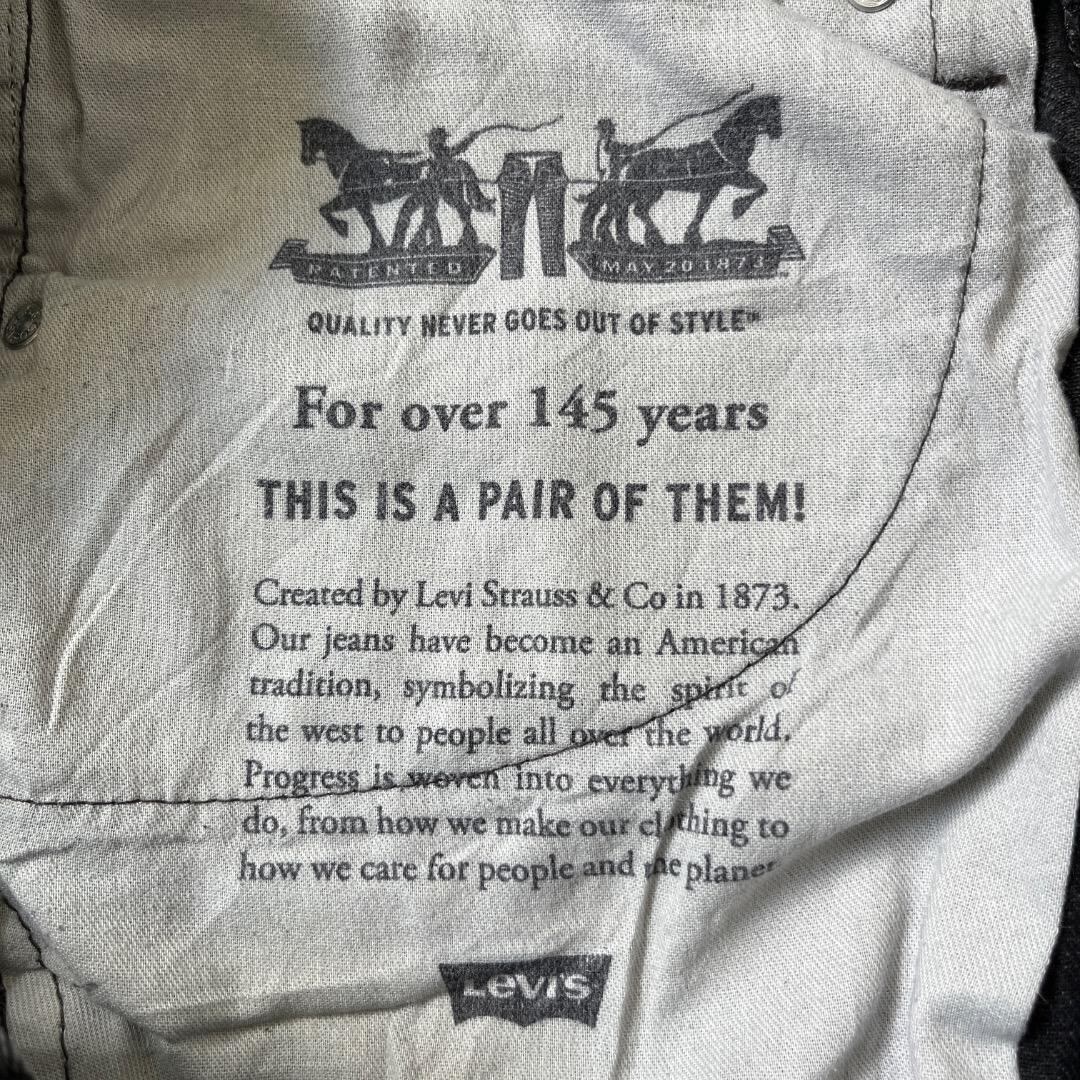 PATENTED MAY 20 1873
QUALITY NEVER GOES OUT OF STYLE™
For over 145 years
THIS IS A PAIR OF THEM!
Created by Levi Strauss & Co in 1873.
Our jeans have become an American
tradition, symbolizing the spirit of
the west to people all over the world.
Progress is woven into everything we
do, from how we make our clothing to
how we care for people and the planet
Levi's